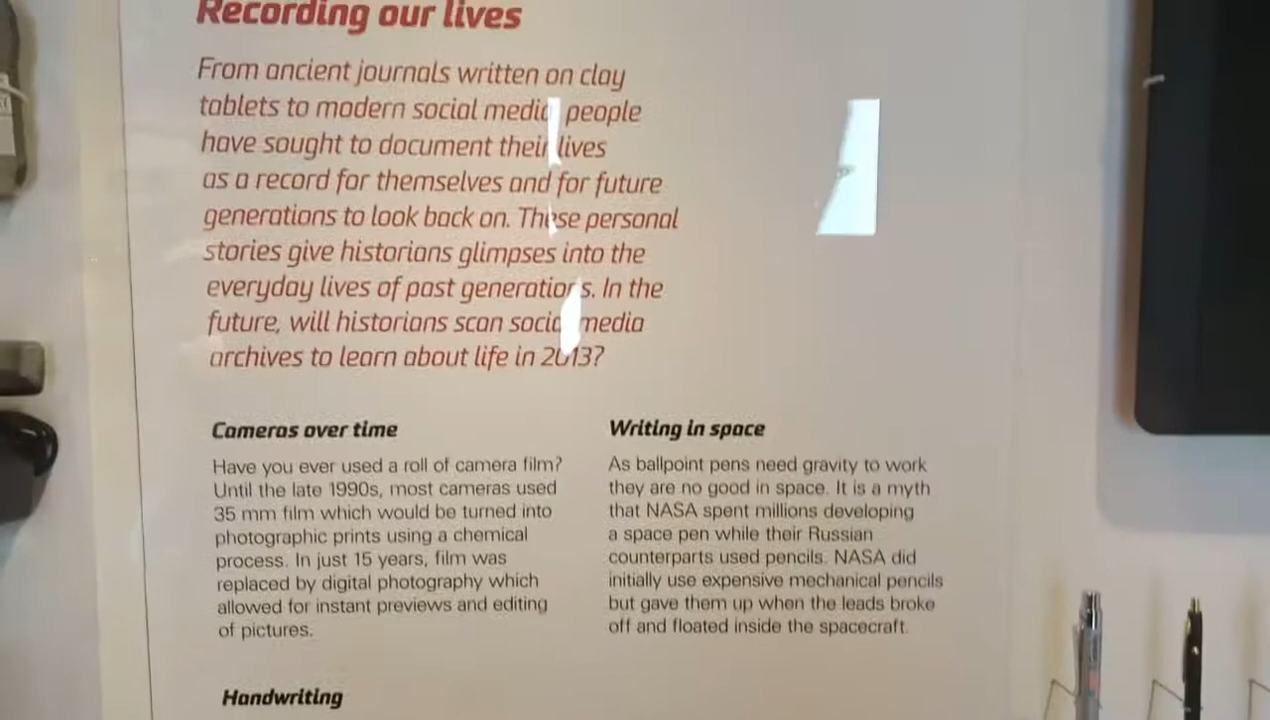 Recording our lives
From ancient journals written on clay
tablets to modern social media people
have sought to document their lives
as a record for themselves and for future
generations to look back on. These personal
stories give historians glimpses into the
everyday lives of past generations. In the
future, will historians scan social media
archives to learn about life in 2013?
Cameras over time
Have you ever used a roll of camera film?
Until the late 1990s, most cameras used
35 mm film which would be turned into
photographic prints using a chemical
process. In just 15 years, film was
replaced by digital photography which
allowed for instant previews and editing
of pictures.
Writing in space
As ballpoint pens need gravity to work
they are no good in space. It is a myth
that NASA spent millions developing
a space pen while their Russian
counterparts used pencils. NASA did
initially use expensive mechanical pencils
but gave them up when the leads broke
off and floated inside the spacecraft.
Handwriting